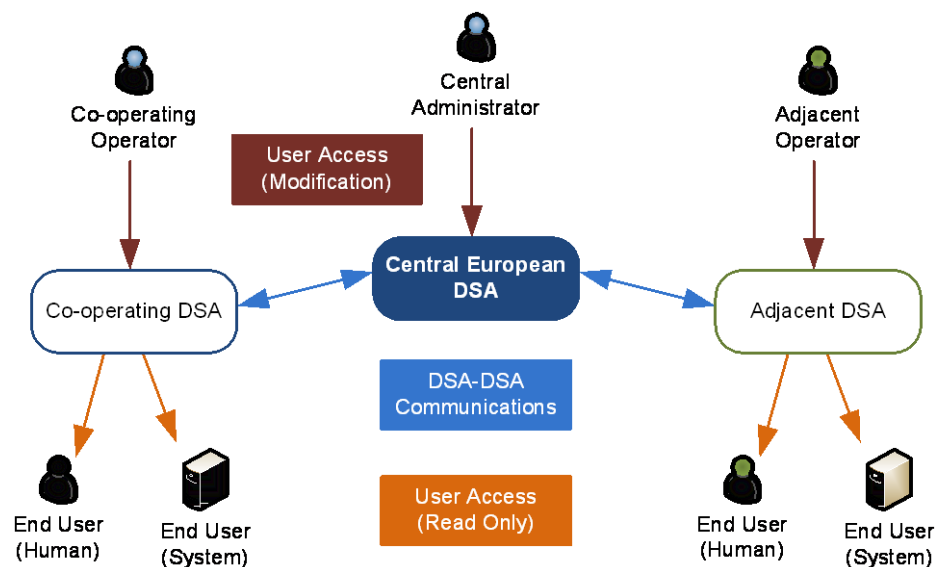 Co-operating
Operator
Central
Administrator
Adjacent
Operator
User Access
(Modification)
Central European
DSA
Co-operating DSA
Adjacent DSA
DSA-DSA
Communications
User Access
(Read Only)
End User
(Human)
End User
(System)
End User
(Human)
End User
(System)